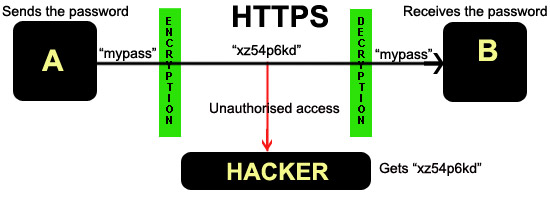 Sends the password
HTTPS
Receives the password
A
“mypass”
ENCRYPTION
“xz54p6kd”
DECRYPTION
“mypass”
B
Unauthorised access
HACKER
Gets “xz54p6kd”